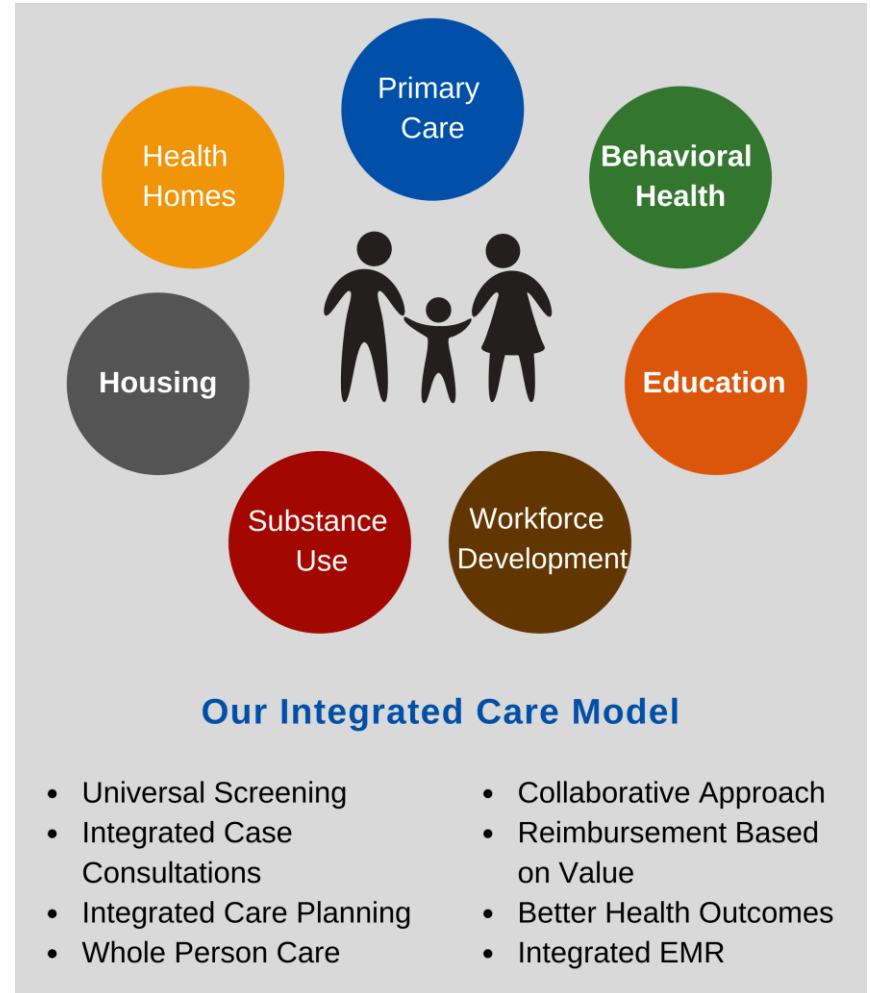 Primary
Care
Health
Homes
Behavioral
Health
Housing
Education
Substance
Use
Workforce
Development
Our Integrated Care Model
• Universal Screening
• Integrated Case
Consultations
• Integrated Care Planning
• Whole Person Care
• Collaborative Approach
• Reimbursement Based
on Value
• Better Health Outcomes
• Integrated EMR